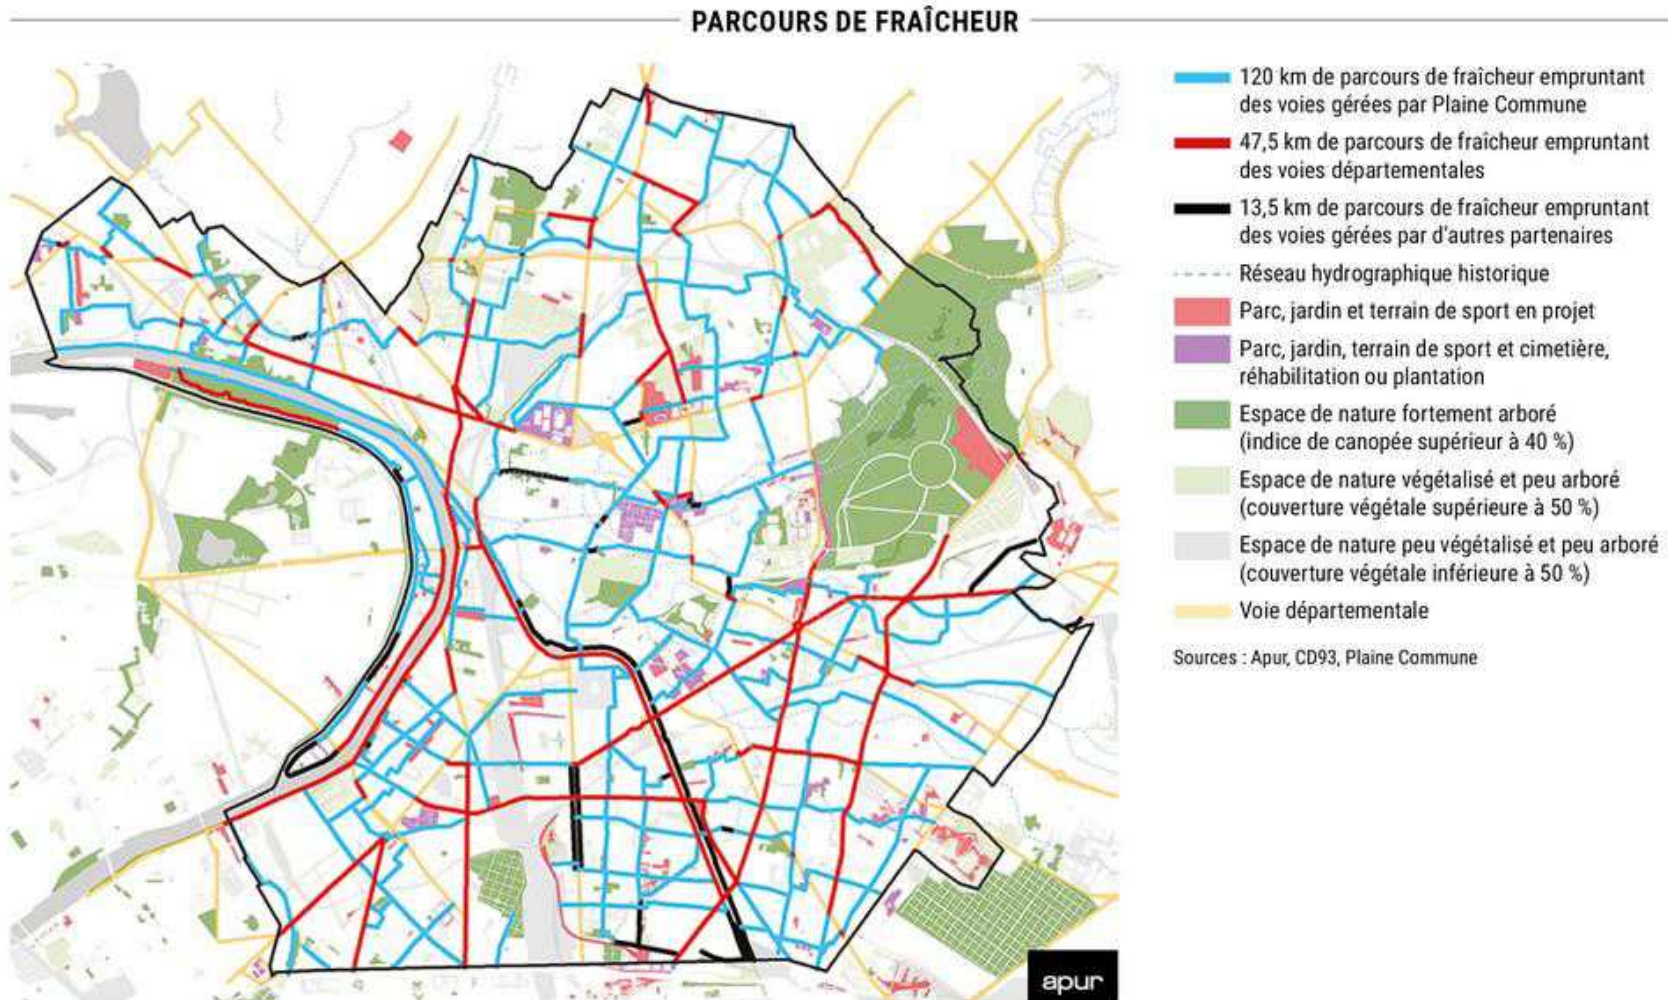 PARCOURS DE FRAÎCHEUR
120 km de parcours de fraîcheur empruntant
des voies gérées par Plaine Commune
47,5 km de parcours de fraîcheur empruntant
des voies départementales
13,5 km de parcours de fraîcheur empruntant
des voies gérées par d'autres partenaires
Réseau hydrographique historique
Parc, jardin et terrain de sport en projet
Parc, jardin, terrain de sport et cimetière,
réhabilitation ou plantation
Espace de nature fortement arboré
(indice de canopée supérieur à 40 %)
Espace de nature végétalisé et peu arboré
(couverture végétale supérieure à 50 %)
Espace de nature peu végétalisé et peu arboré
(couverture végétale inférieure à 50 %)
Voie départementale
Sources : Apur, CD93, Plaine Commune
apur